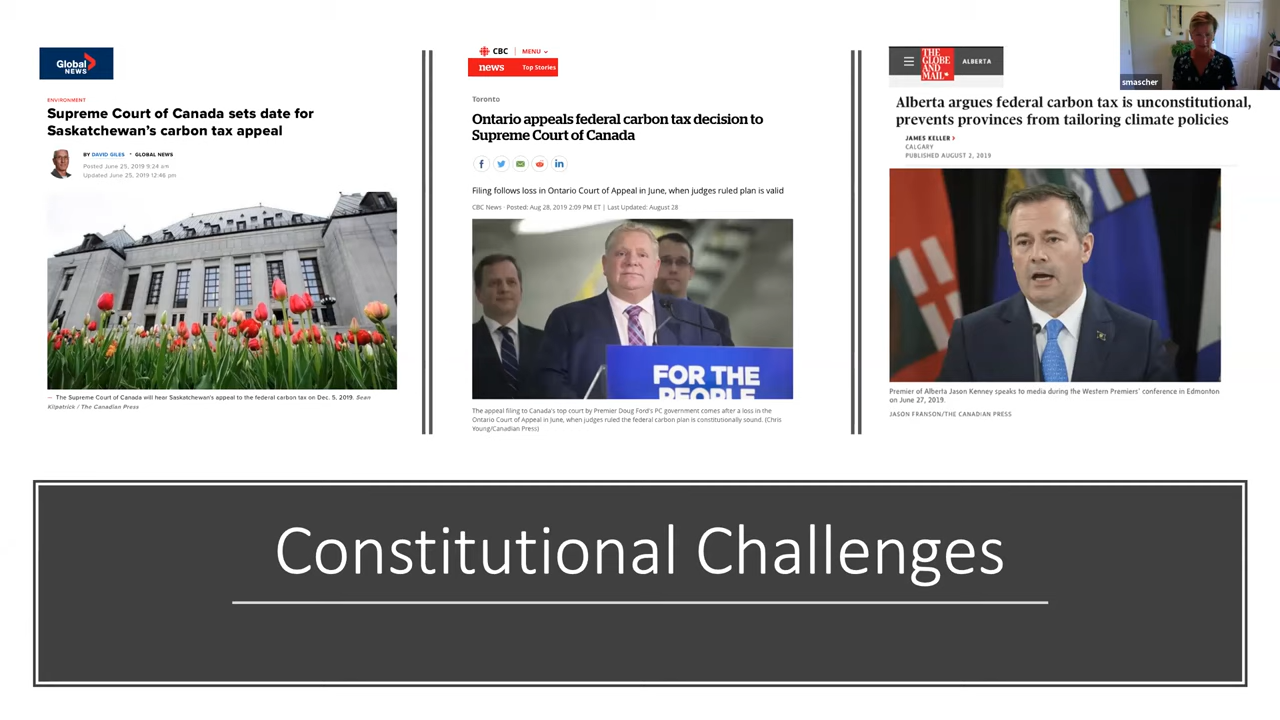 Global
NEWS
ENVIRONMENT
Supreme Court of Canada sets date for
Saskatchewan's carbon tax appeal
BY DAVID GILES • GLOBAL NEWS
Posted June 25, 2019 9:24 am
Updated June 25, 2019 12:46 pm
— The Supreme Court of Canada will hear Saskatchewan's appeal to the federal carbon tax on Dec. 5, 2019. Sean
Kilpatrick / The Canadian Press
CBC | MENU
news Top Stories
Toronto
Ontario appeals federal carbon tax decision to
Supreme Court of Canada
Filing follows loss in Ontario Court of Appeal in June, when judges ruled plan is valid
CBC News · Posted: Aug 28, 2019 2:09 PM ET | Last Updated: August 28
FOR THE
PEOPLE
The appeal filing to Canada's top court by Premier Doug Ford's PC government comes after a loss in the
Ontario Court of Appeal in June, when judges ruled the federal carbon plan is constitutionally sound. (Chris
Young/Canadian Press)
THE
GLOBE
AND
MAIL*
ALBERTA
Alberta argues federal carbon tax is unconstitutional,
prevents provinces from tailoring climate policies
JAMES KELLER >
CALGARY
PUBLISHED AUGUST 2, 2019
Premier of Alberta Jason Kenney speaks to media during the Western Premiers' conference in Edmonton
on June 27, 2019.
JASON FRANSON/THE CANADIAN PRESS
smascher
Constitutional Challenges